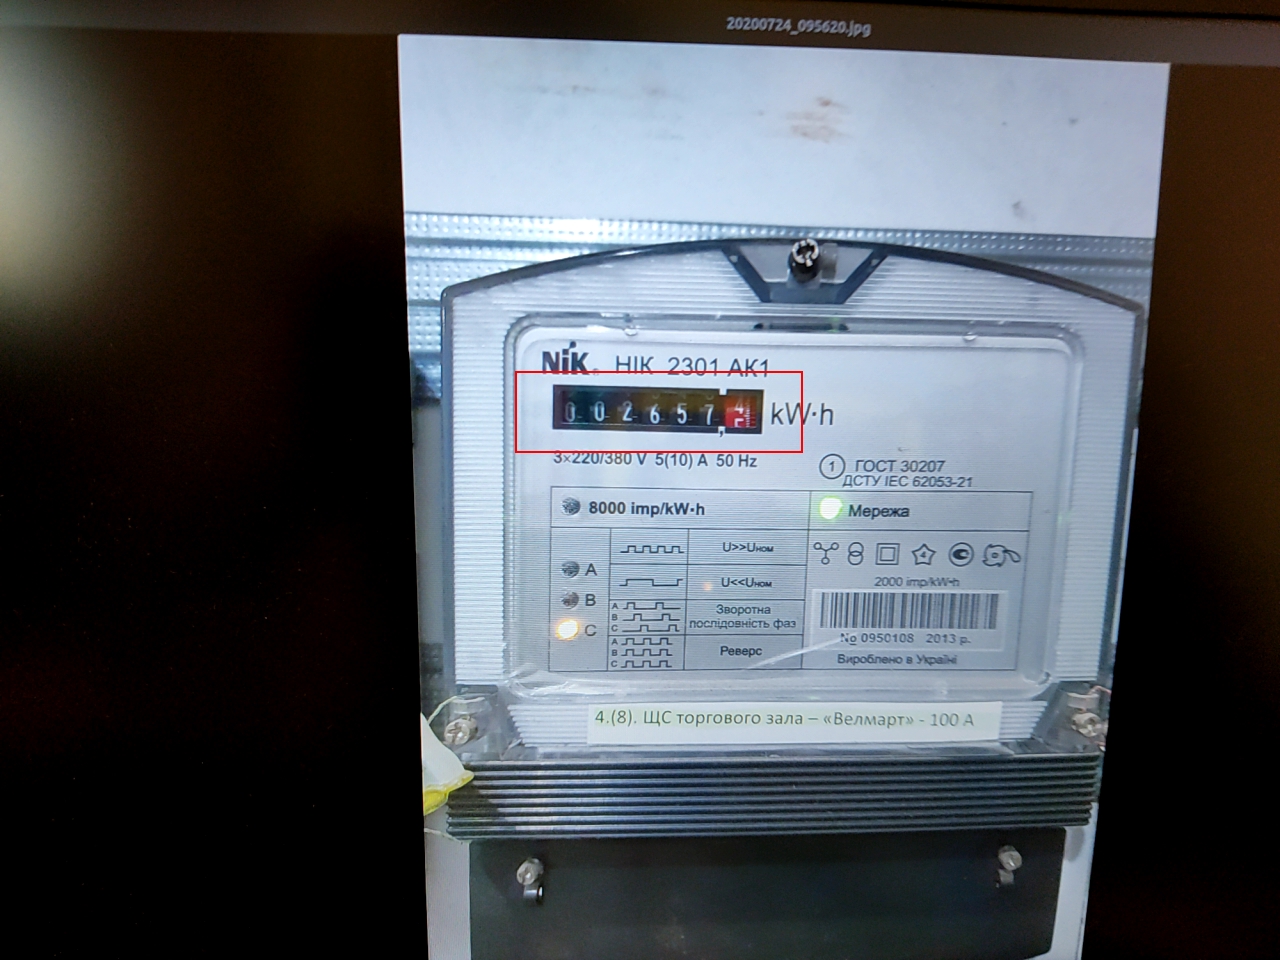 20200724_095620.jpg
NiK НІК 2301 АК1
002657,4 kW·h
3×220/380 V 5(10) A 50 Hz
1 ГОСТ 30207
ДСТУ IEC 62053-21
8000 imp/kW·h
Мережа
U>>Uном
A
U<<Uном
4
2000 imp/kW·h
B
A
B
C
Зворотна
послідовність фаз
C
№ 0950108 2013 р.
A
B
C
Реверс
Вироблено в Україні
4.(8). ЩС торгового зала – «Велмарт» - 100 А